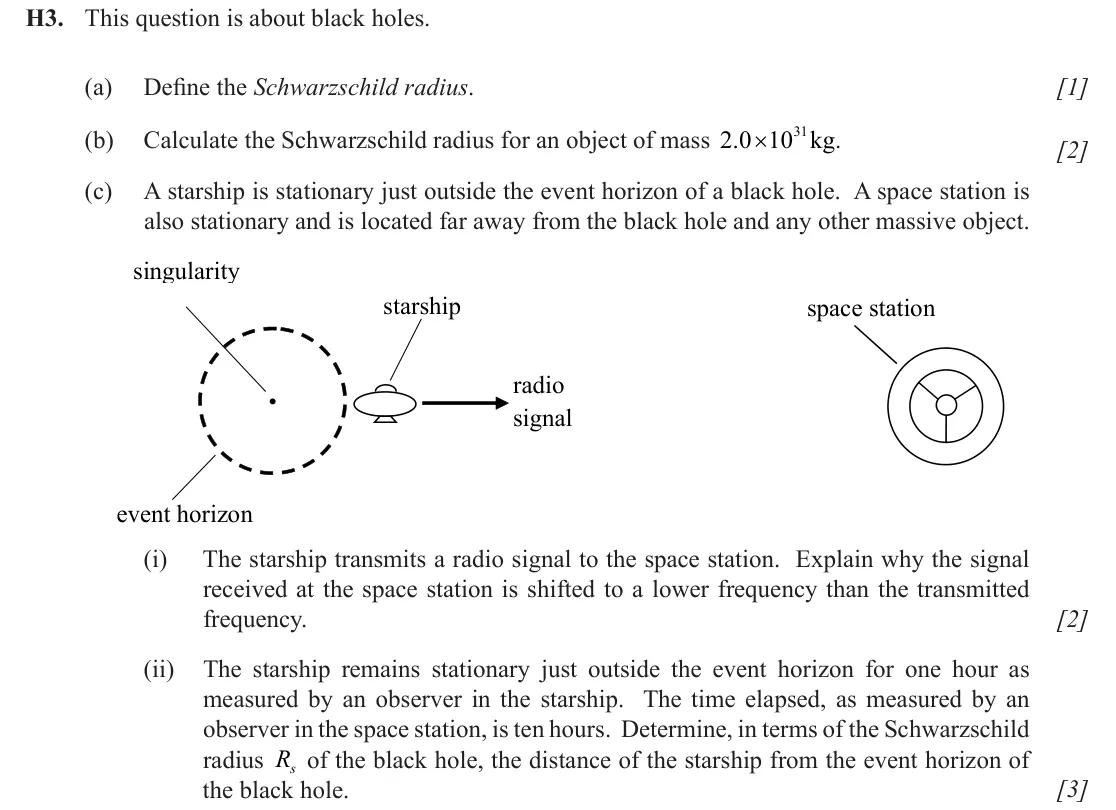 H3. This question is about black holes.
(a) Define the Schwarzschild radius. [1]
(b) Calculate the Schwarzschild radius for an object of mass 2.0×10³¹ kg. [2]
(c) A starship is stationary just outside the event horizon of a black hole. A space station is
also stationary and is located far away from the black hole and any other massive object.
singularity
starship
space station
radio
signal
event horizon
(i) The starship transmits a radio signal to the space station. Explain why the signal
received at the space station is shifted to a lower frequency than the transmitted
frequency. [2]
(ii) The starship remains stationary just outside the event horizon for one hour as
measured by an observer in the starship. The time elapsed, as measured by an
observer in the space station, is ten hours. Determine, in terms of the Schwarzschild
radius Rₛ of the black hole, the distance of the starship from the event horizon of
the black hole. [3]